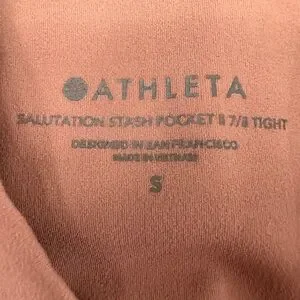 ATHLETA
SALUTATION STASH POCKET II 7/8 TIGHT
DESIGNED IN SAN FRANCISCO
MADE IN VIETNAM
S